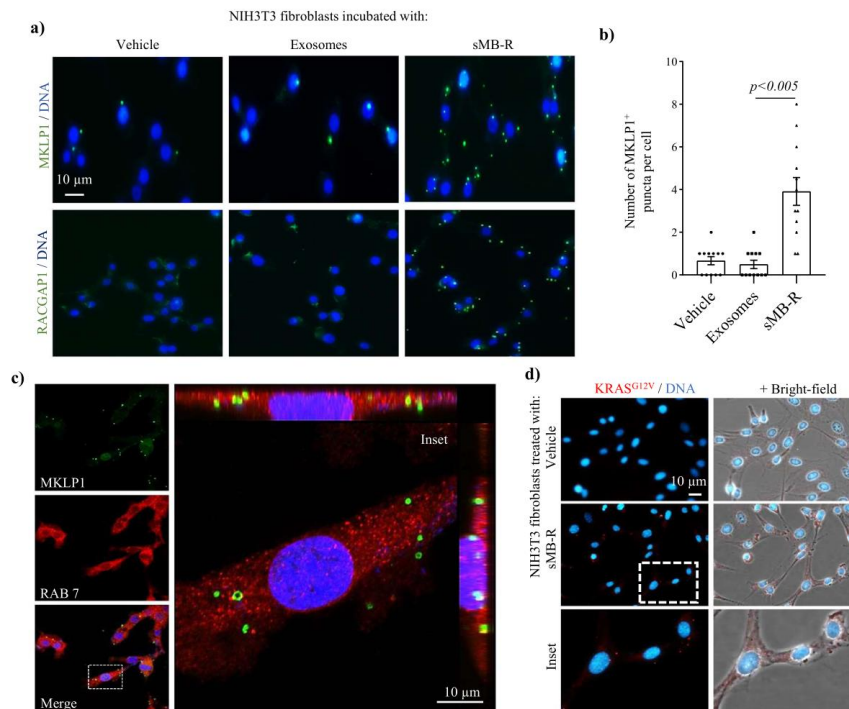 NIH3T3 fibroblasts incubated with:
a)
Vehicle
Exosomes
sMB-R
MKLP1 / DNA
10 µm
RACGAP1 / DNA
b)
Number of MKLP1⁺
puncta per cell
10
8
6
4
2
0
p<0.005
Vehicle
Exosomes
sMB-R
c)
MKLP1
RAB 7
Merge
Inset
10 µm
d)
KRASᴳ¹²ⱽ / DNA
+ Bright-field
NIH3T3 fibroblasts treated with:
Vehicle
10 µm
sMB-R
Inset